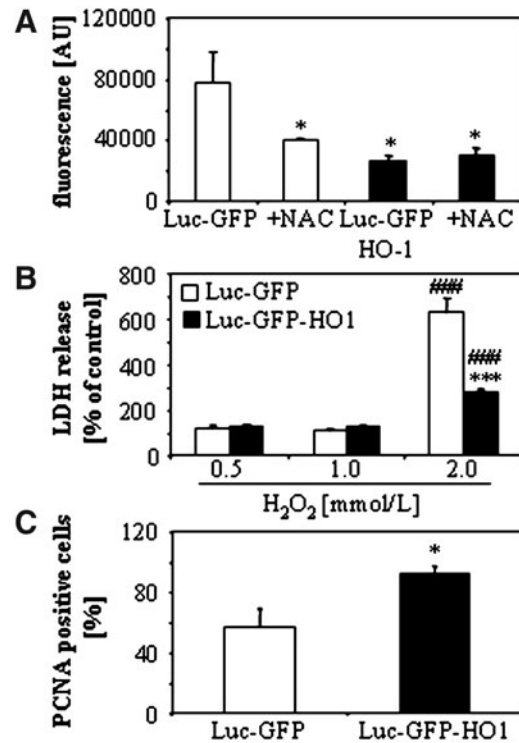 A
fluorescence [AU]
120000
80000
40000
0
*
*
*
Luc-GFP +NAC Luc-GFP +NAC
HO-1
B
LDH release
[% of control]
800
600
400
200
0
Luc-GFP
Luc-GFP-HO1
###
###
***
0.5 1.0 2.0
H₂O₂ [mmol/L]
C
PCNA positive cells
[%]
120
80
40
0
*
Luc-GFP Luc-GFP-HO1